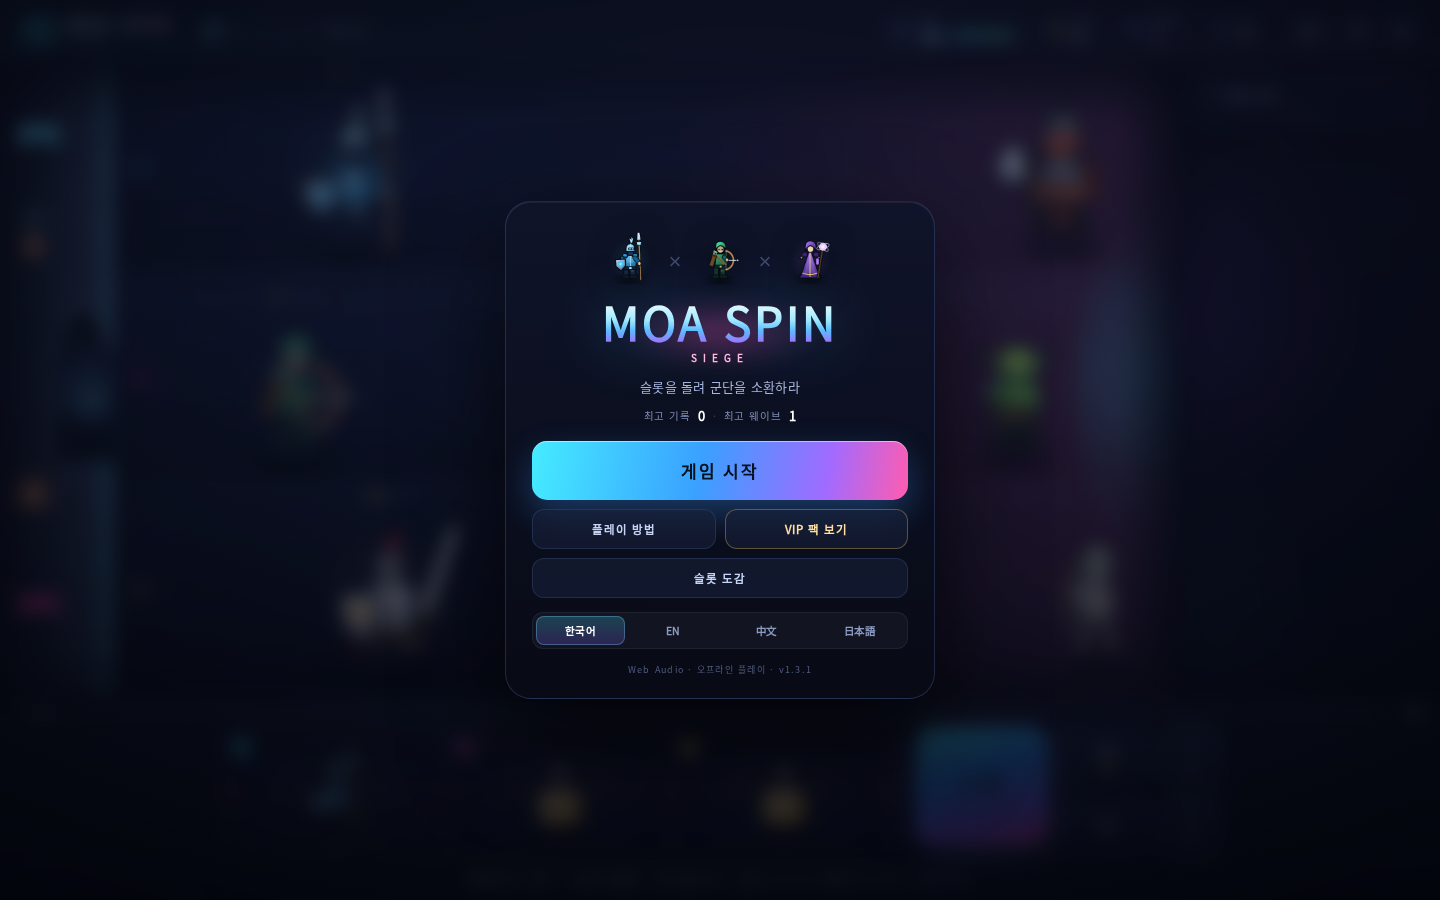 MOA SPIN
SIEGE
슬롯을 돌려 군단을 소환하라
최고 기록 0 · 최고 웨이브 1
게임 시작
플레이 방법
VIP 팩 보기
슬롯 도감
한국어
EN
中文
日本語
Web Audio · 오프라인 플레이 · v1.3.1